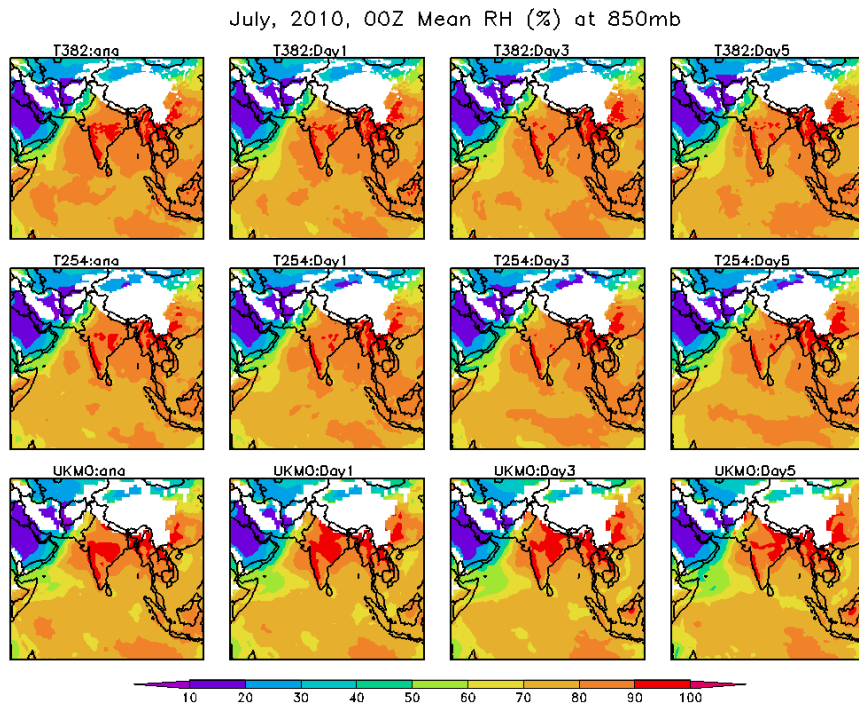 July, 2010, 00Z Mean RH (%) at 850mb
T382:ana T382:Day1 T382:Day3 T382:Day5
T254:ana T254:Day1 T254:Day3 T254:Day5
UKMO:ana UKMO:Day1 UKMO:Day3 UKMO:Day5
10 20 30 40 50 60 70 80 90 100